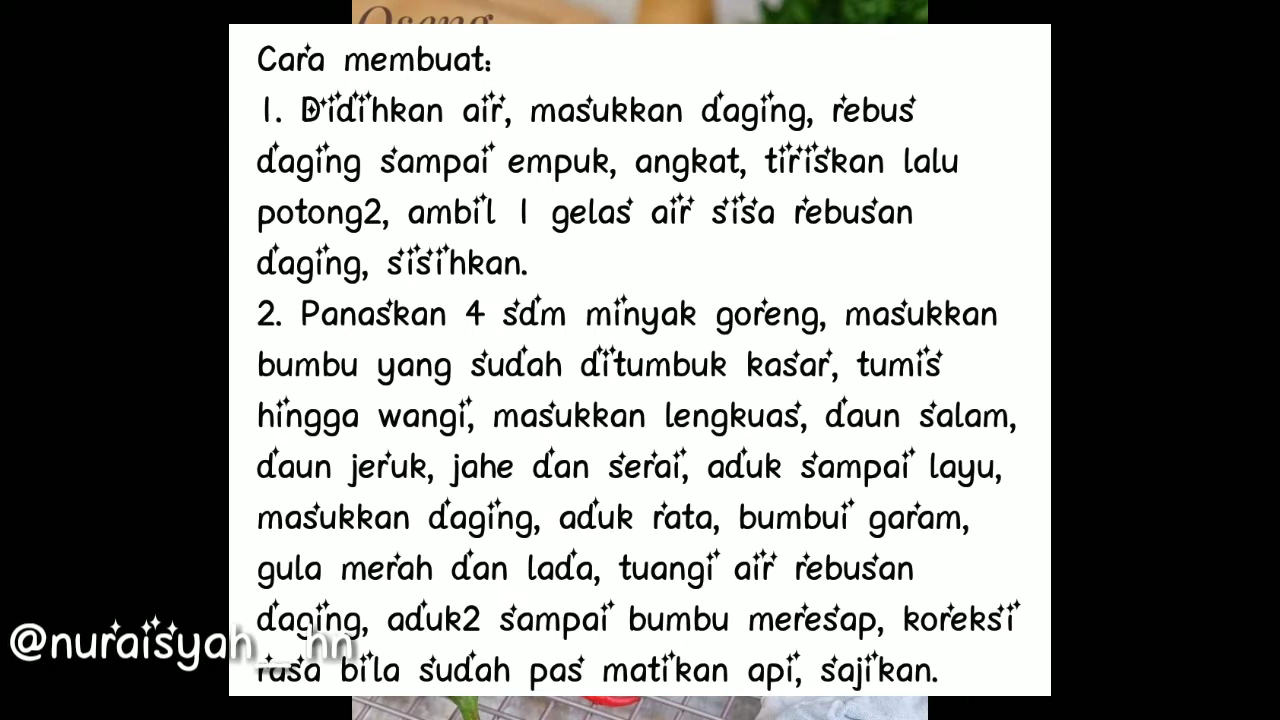 Oseng
Cara membuat:
1. Didihkan air, masukkan daging, rebus
daging sampai empuk, angkat, tiriskan lalu
potong2, ambil 1 gelas air sisa rebusan
daging, sisihkan.
2. Panaskan 4 sdm minyak goreng, masukkan
bumbu yang sudah ditumbuk kasar, tumis
hingga wangi, masukkan lengkuas, daun salam,
daun jeruk, jahe dan serai, aduk sampai layu,
masukkan daging, aduk rata, bumbui garam,
gula merah dan lada, tuangi air rebusan
daging, aduk2 sampai bumbu meresap, koreksi
rasa bila sudah pas matikan api, sajikan.
@nuraisyah__hn